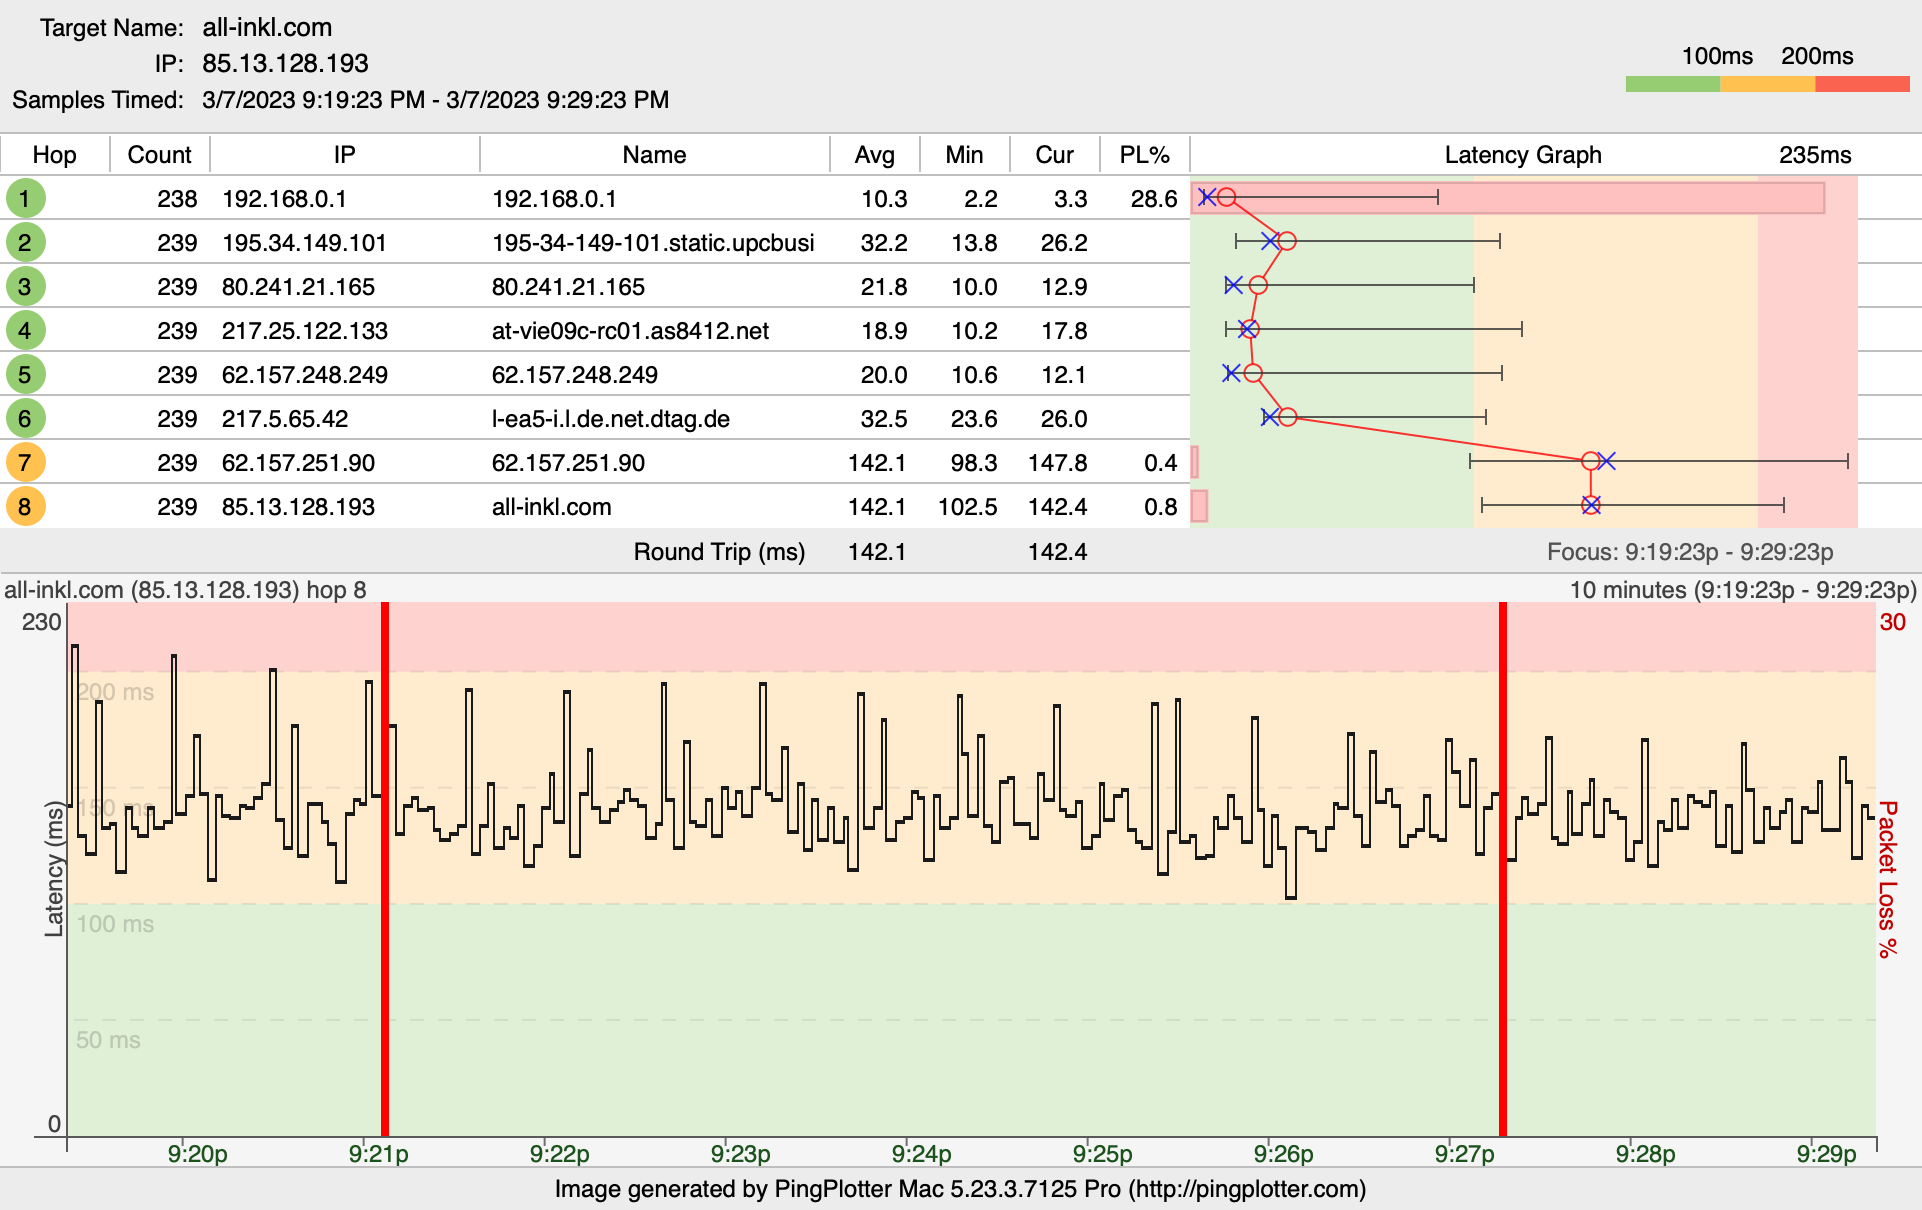 Target Name: all-inkl.com
IP: 85.13.128.193
Samples Timed: 3/7/2023 9:19:23 PM - 3/7/2023 9:29:23 PM
100ms 200ms
Hop Count IP Name Avg Min Cur PL% Latency Graph 235ms
1 238 192.168.0.1 192.168.0.1 10.3 2.2 3.3 28.6
2 239 195.34.149.101 195-34-149-101.static.upcbusi 32.2 13.8 26.2
3 239 80.241.21.165 80.241.21.165 21.8 10.0 12.9
4 239 217.25.122.133 at-vie09c-rc01.as8412.net 18.9 10.2 17.8
5 239 62.157.248.249 62.157.248.249 20.0 10.6 12.1
6 239 217.5.65.42 l-ea5-i.l.de.net.dtag.de 32.5 23.6 26.0
7 239 62.157.251.90 62.157.251.90 142.1 98.3 147.8 0.4
8 239 85.13.128.193 all-inkl.com 142.1 102.5 142.4 0.8
Round Trip (ms) 142.1 142.4 Focus: 9:19:23p - 9:29:23p
all-inkl.com (85.13.128.193) hop 8 10 minutes (9:19:23p - 9:29:23p)
230 30
200 ms
150 ms
100 ms
50 ms
0
Latency (ms)
Packet Loss %
9:20p 9:21p 9:22p 9:23p 9:24p 9:25p 9:26p 9:27p 9:28p 9:29p
Image generated by PingPlotter Mac 5.23.3.7125 Pro (http://pingplotter.com)